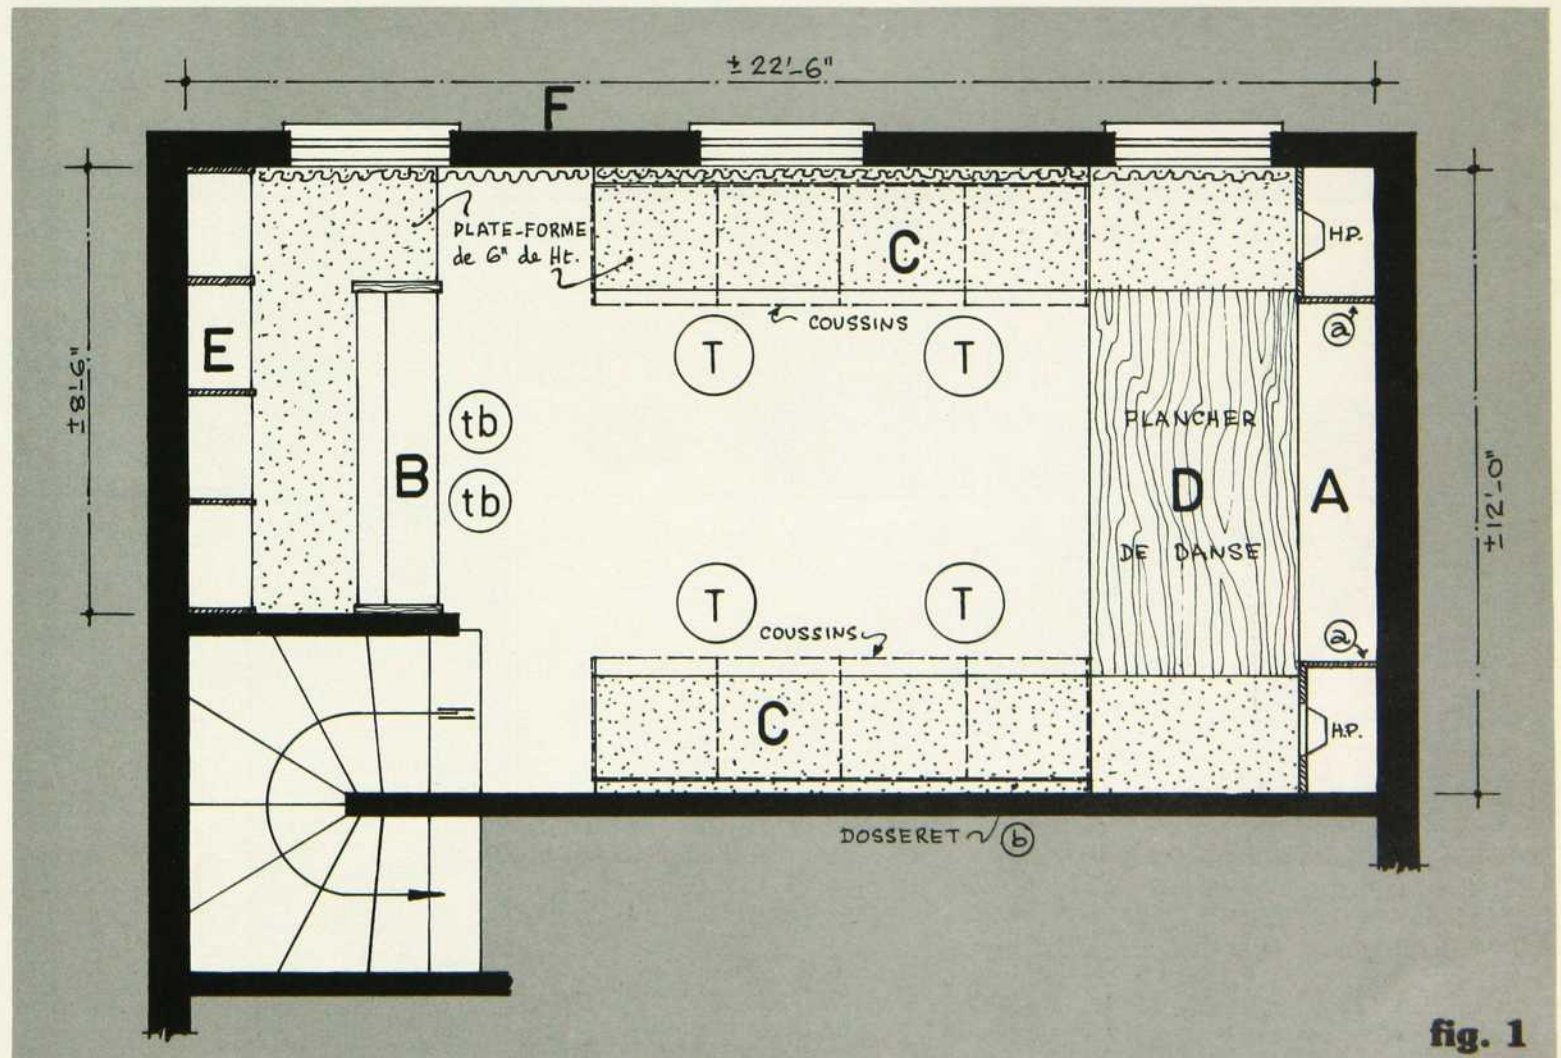 ± 22'-6"
F
PLATE-FORME
de 6" de Ht.
C
H.P.
COUSSINS
a
T
T
E
±8'-6"
tb
B
tb
PLANCHER
D
DE DANSE
A
±12'-0"
T
T
COUSSINS
a
C
H.P.
DOSSERET
b
fig. 1